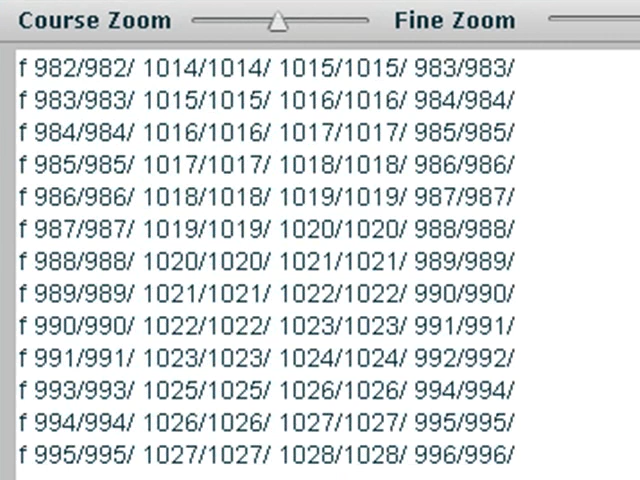 Course Zoom Fine Zoom
f 982/982/ 1014/1014/ 1015/1015/ 983/983/
f 983/983/ 1015/1015/ 1016/1016/ 984/984/
f 984/984/ 1016/1016/ 1017/1017/ 985/985/
f 985/985/ 1017/1017/ 1018/1018/ 986/986/
f 986/986/ 1018/1018/ 1019/1019/ 987/987/
f 987/987/ 1019/1019/ 1020/1020/ 988/988/
f 988/988/ 1020/1020/ 1021/1021/ 989/989/
f 989/989/ 1021/1021/ 1022/1022/ 990/990/
f 990/990/ 1022/1022/ 1023/1023/ 991/991/
f 991/991/ 1023/1023/ 1024/1024/ 992/992/
f 993/993/ 1025/1025/ 1026/1026/ 994/994/
f 994/994/ 1026/1026/ 1027/1027/ 995/995/
f 995/995/ 1027/1027/ 1028/1028/ 996/996/